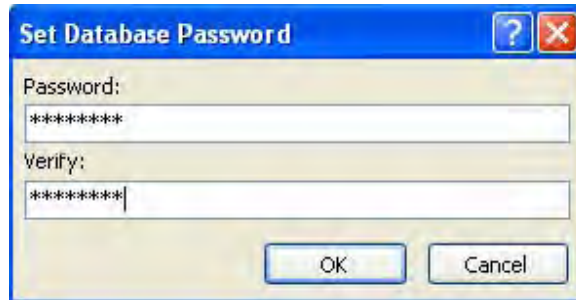 Set Database Password
?
Password:
********
Verify:
********
OK
Cancel